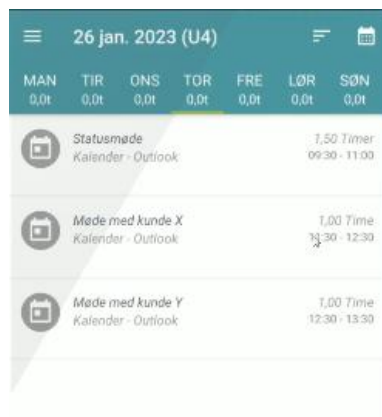 26 jan. 2023 (U4)
MAN TIR ONS TOR FRE LØR SØN
0,0t 0,0t 0,0t 0,0t 0,0t 0,0t 0,0t
Statusmøde 1,50 Timer
Kalender - Outlook 09:30 - 11:00
Møde med kunde X 1,00 Time
Kalender - Outlook 11:30 - 12:30
Møde med kunde Y 1,00 Time
Kalender - Outlook 12:30 - 13:30